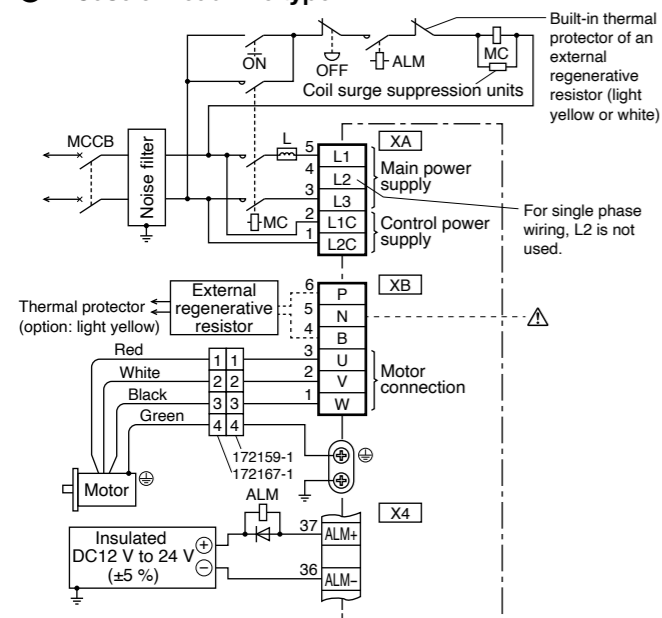 Built-in thermal
protector of an
external
regenerative
resistor (light
yellow or white)
ON
OFF
ALM
MC
Coil surge suppression units
MCCB
Noise filter
L
MC
XA
5 L1
4 L2
3 L3
2 L1C
1 L2C
Main power
supply
Control power
supply
For single phase
wiring, L2 is not
used.
XB
6 P
5 N
4 B
3 U
2 V
1 W
Motor
connection
External
regenerative
resistor
Thermal protector
(option: light yellow)
Red
White
Black
Green
1 1
2 2
3 3
4 4
172159-1
172167-1
Motor
ALM
X4
Insulated
DC12 V to 24 V
(±5 %)
+
−
37 ALM+
36 ALM−